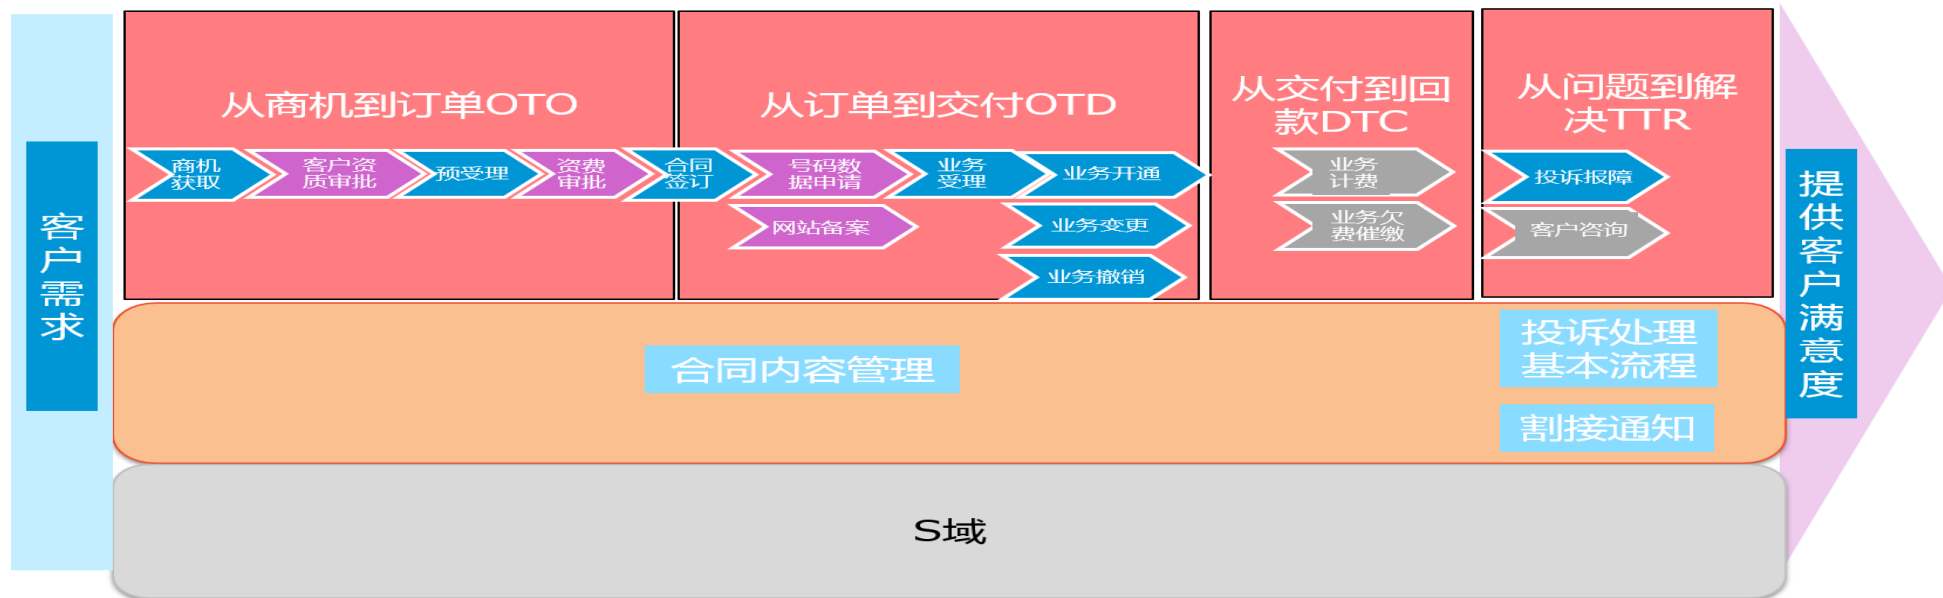 客户需求
从商机到订单OTO
商机
获取
客户资
质审批
预受理
资费
审批
合同
签订
从订单到交付OTD
号码数
据申请
业务
受理
业务开通
网站备案
业务变更
业务撤销
从交付到回
款DTC
业务
计费
业务欠
费催缴
从问题到解
决TTR
投诉报障
客户咨询
合同内容管理
投诉处理
基本流程
割接通知
S域
提供客户满意度